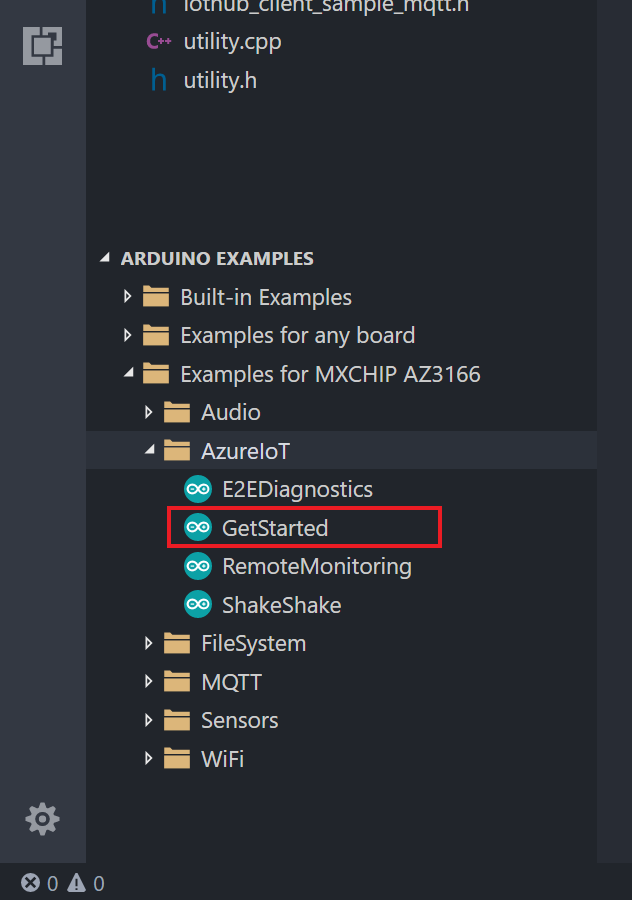 iothub_client_sample_mqtt.h
C++ utility.cpp
h utility.h
ARDUINO EXAMPLES
Built-in Examples
Examples for any board
Examples for MXCHIP AZ3166
Audio
AzureIoT
E2EDiagnostics
GetStarted
RemoteMonitoring
ShakeShake
FileSystem
MQTT
Sensors
WiFi
0 0